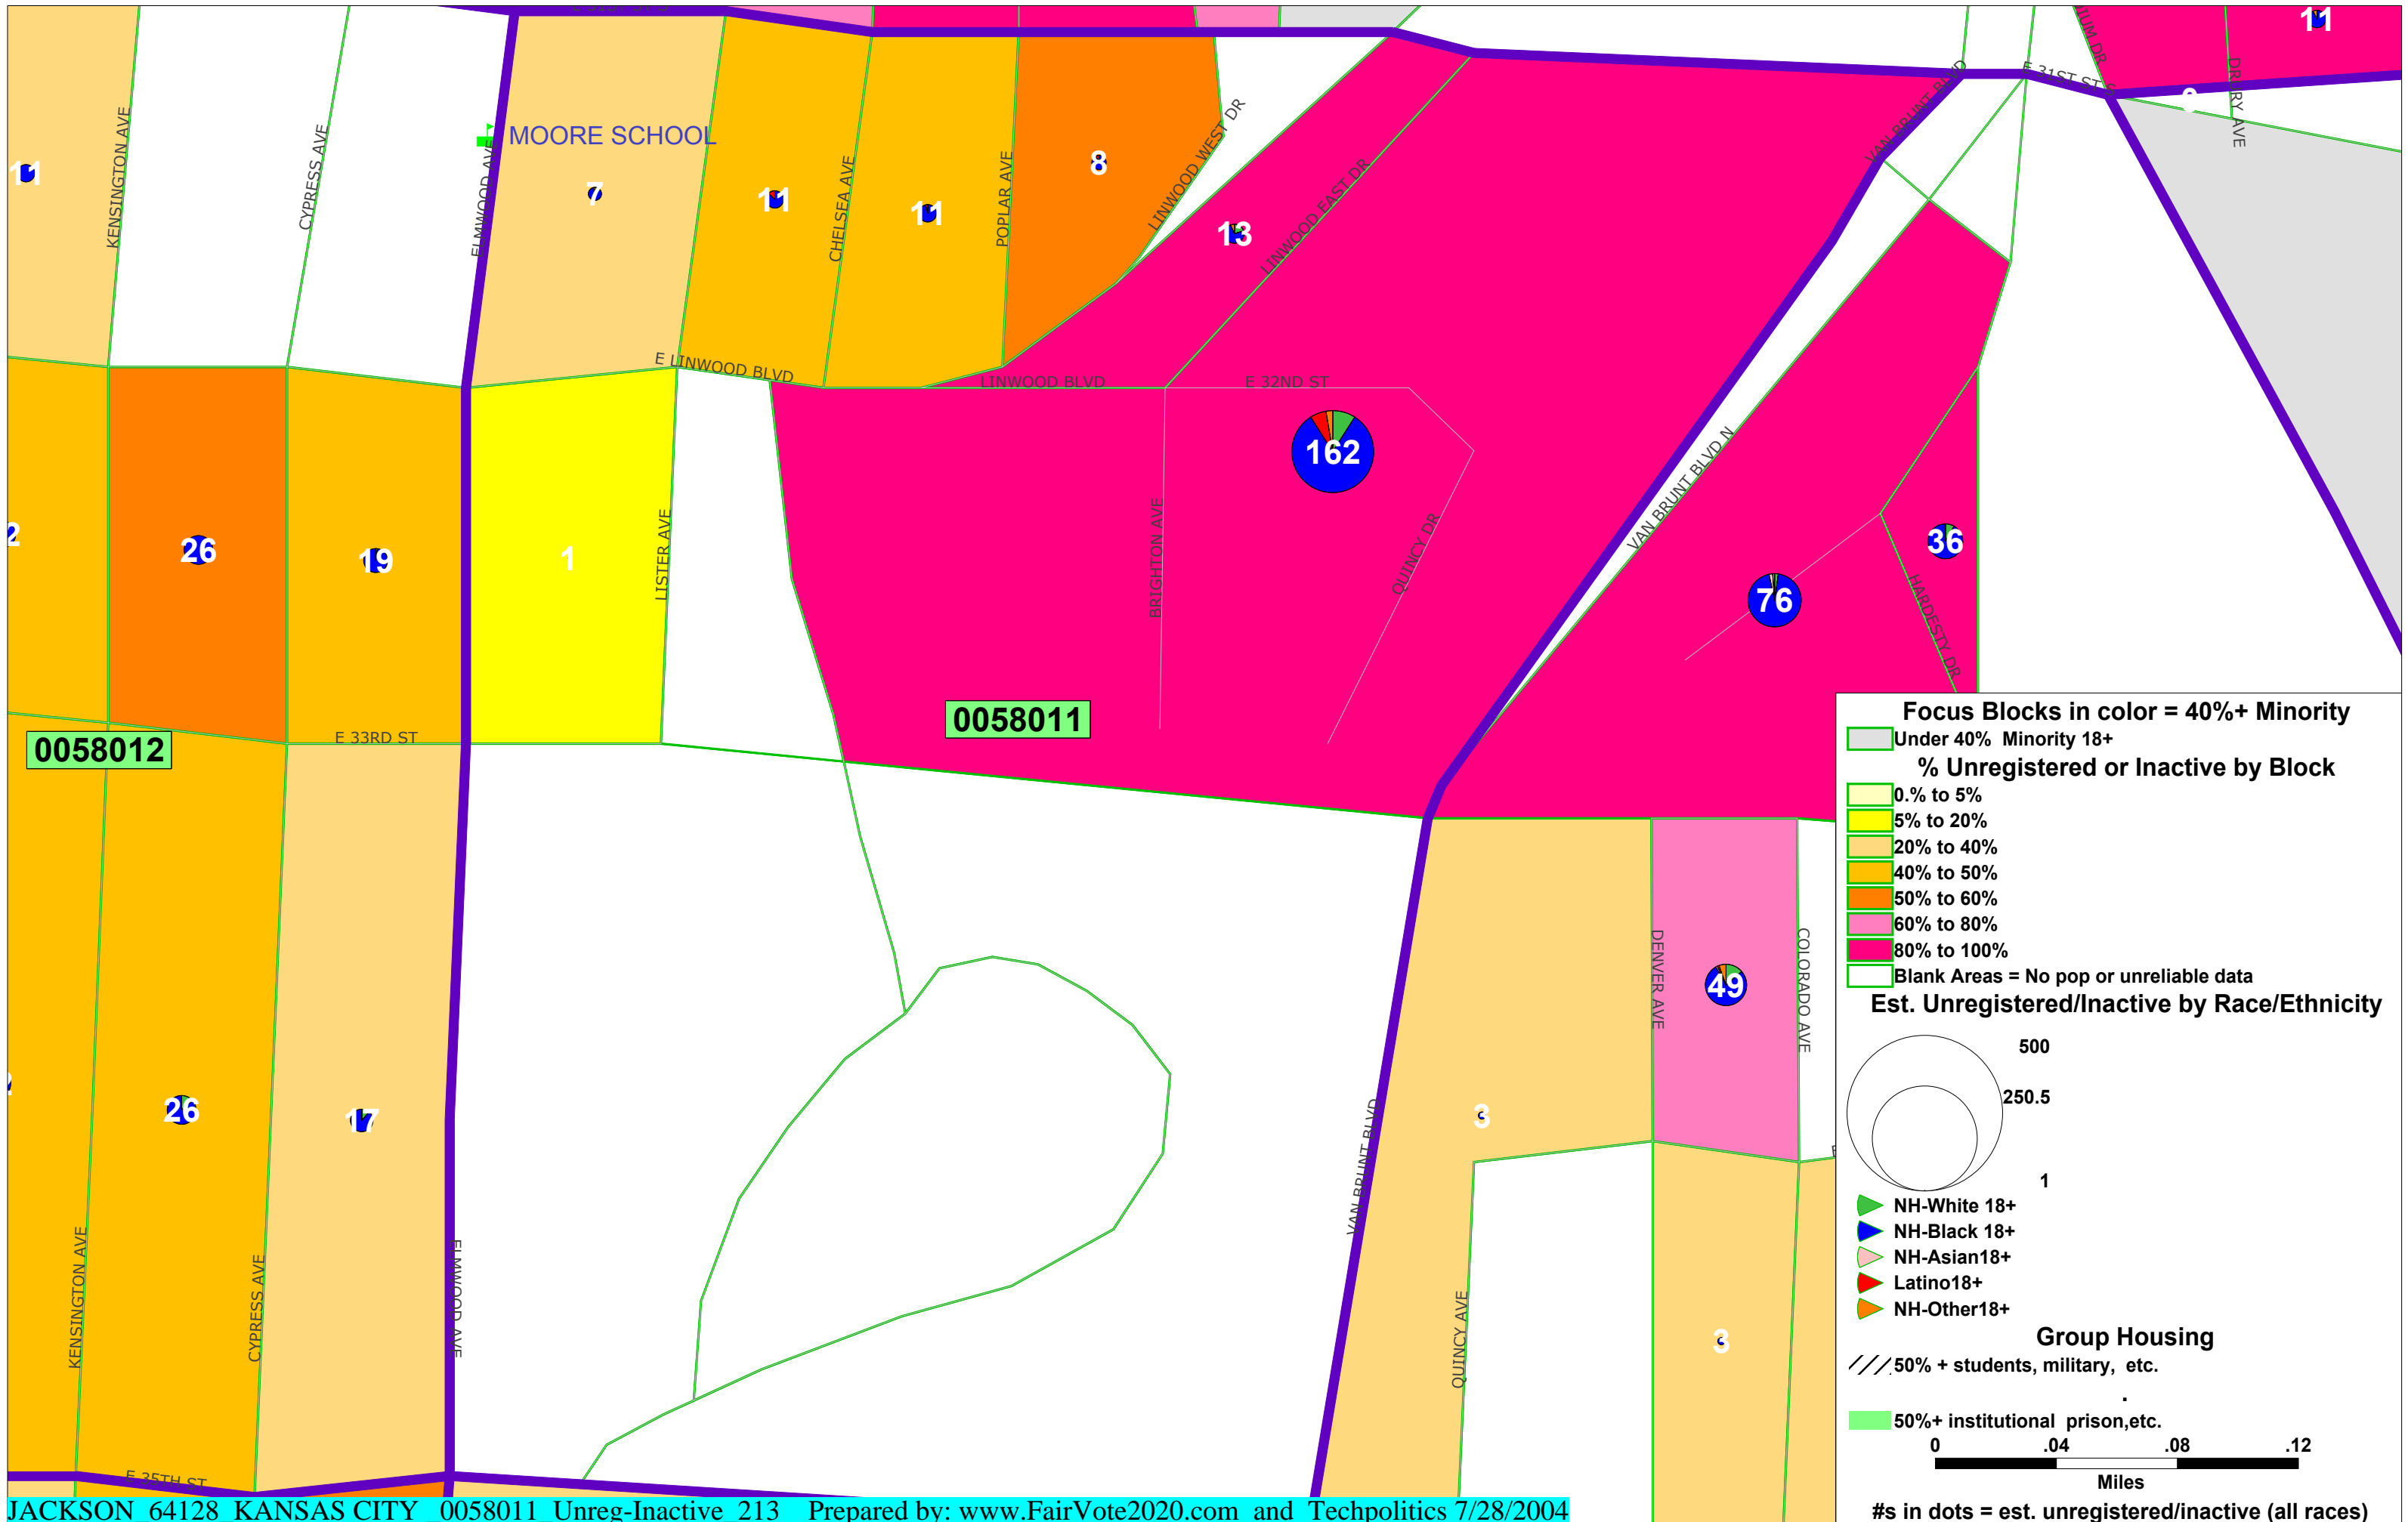 11
E 31ST ST S
VAN BRUNT BLVD
DRURY AVE
KENSINGTON AVE
CYPRESS AVE
ELMWOOD AVE
MOORE SCHOOL
11
7
11
CHELSEA AVE
11
POPLAR AVE
8
LINWOOD WEST DR
13
LINWOOD EAST DR
E LINWOOD BLVD
LINWOOD BLVD
E 32ND ST
162
2
26
19
1
LISTER AVE
BRIGHTON AVE
QUINCY DR
VAN BRUNT BLVD N
36
76
HARDESTY DR
0058011
0058012
E 33RD ST
DENVER AVE
49
COLORADO AVE
26
17
3
VAN BRUNT BLVD
3
KENSINGTON AVE
CYPRESS AVE
ELMWOOD AVE
QUINCY AVE
E 35TH ST
Focus Blocks in color = 40%+ Minority
Under 40%  Minority 18+
% Unregistered or Inactive by Block
0.% to 5%
5% to 20%
20% to 40%
40% to 50%
50% to 60%
60% to 80%
80% to 100%
Blank Areas = No pop or unreliable data
Est. Unregistered/Inactive by Race/Ethnicity
500
250.5
1
NH-White 18+
NH-Black 18+
NH-Asian18+
Latino18+
NH-Other18+
Group Housing
50% + students, military,  etc.
.
50%+ institutional  prison,etc.
0 .04 .08 .12
Miles
#s in dots = est. unregistered/inactive (all races)
JACKSON  64128  KANSAS CITY   0058011  Unreg-Inactive  213    Prepared by: www.FairVote2020.com  and  Techpolitics 7/28/2004